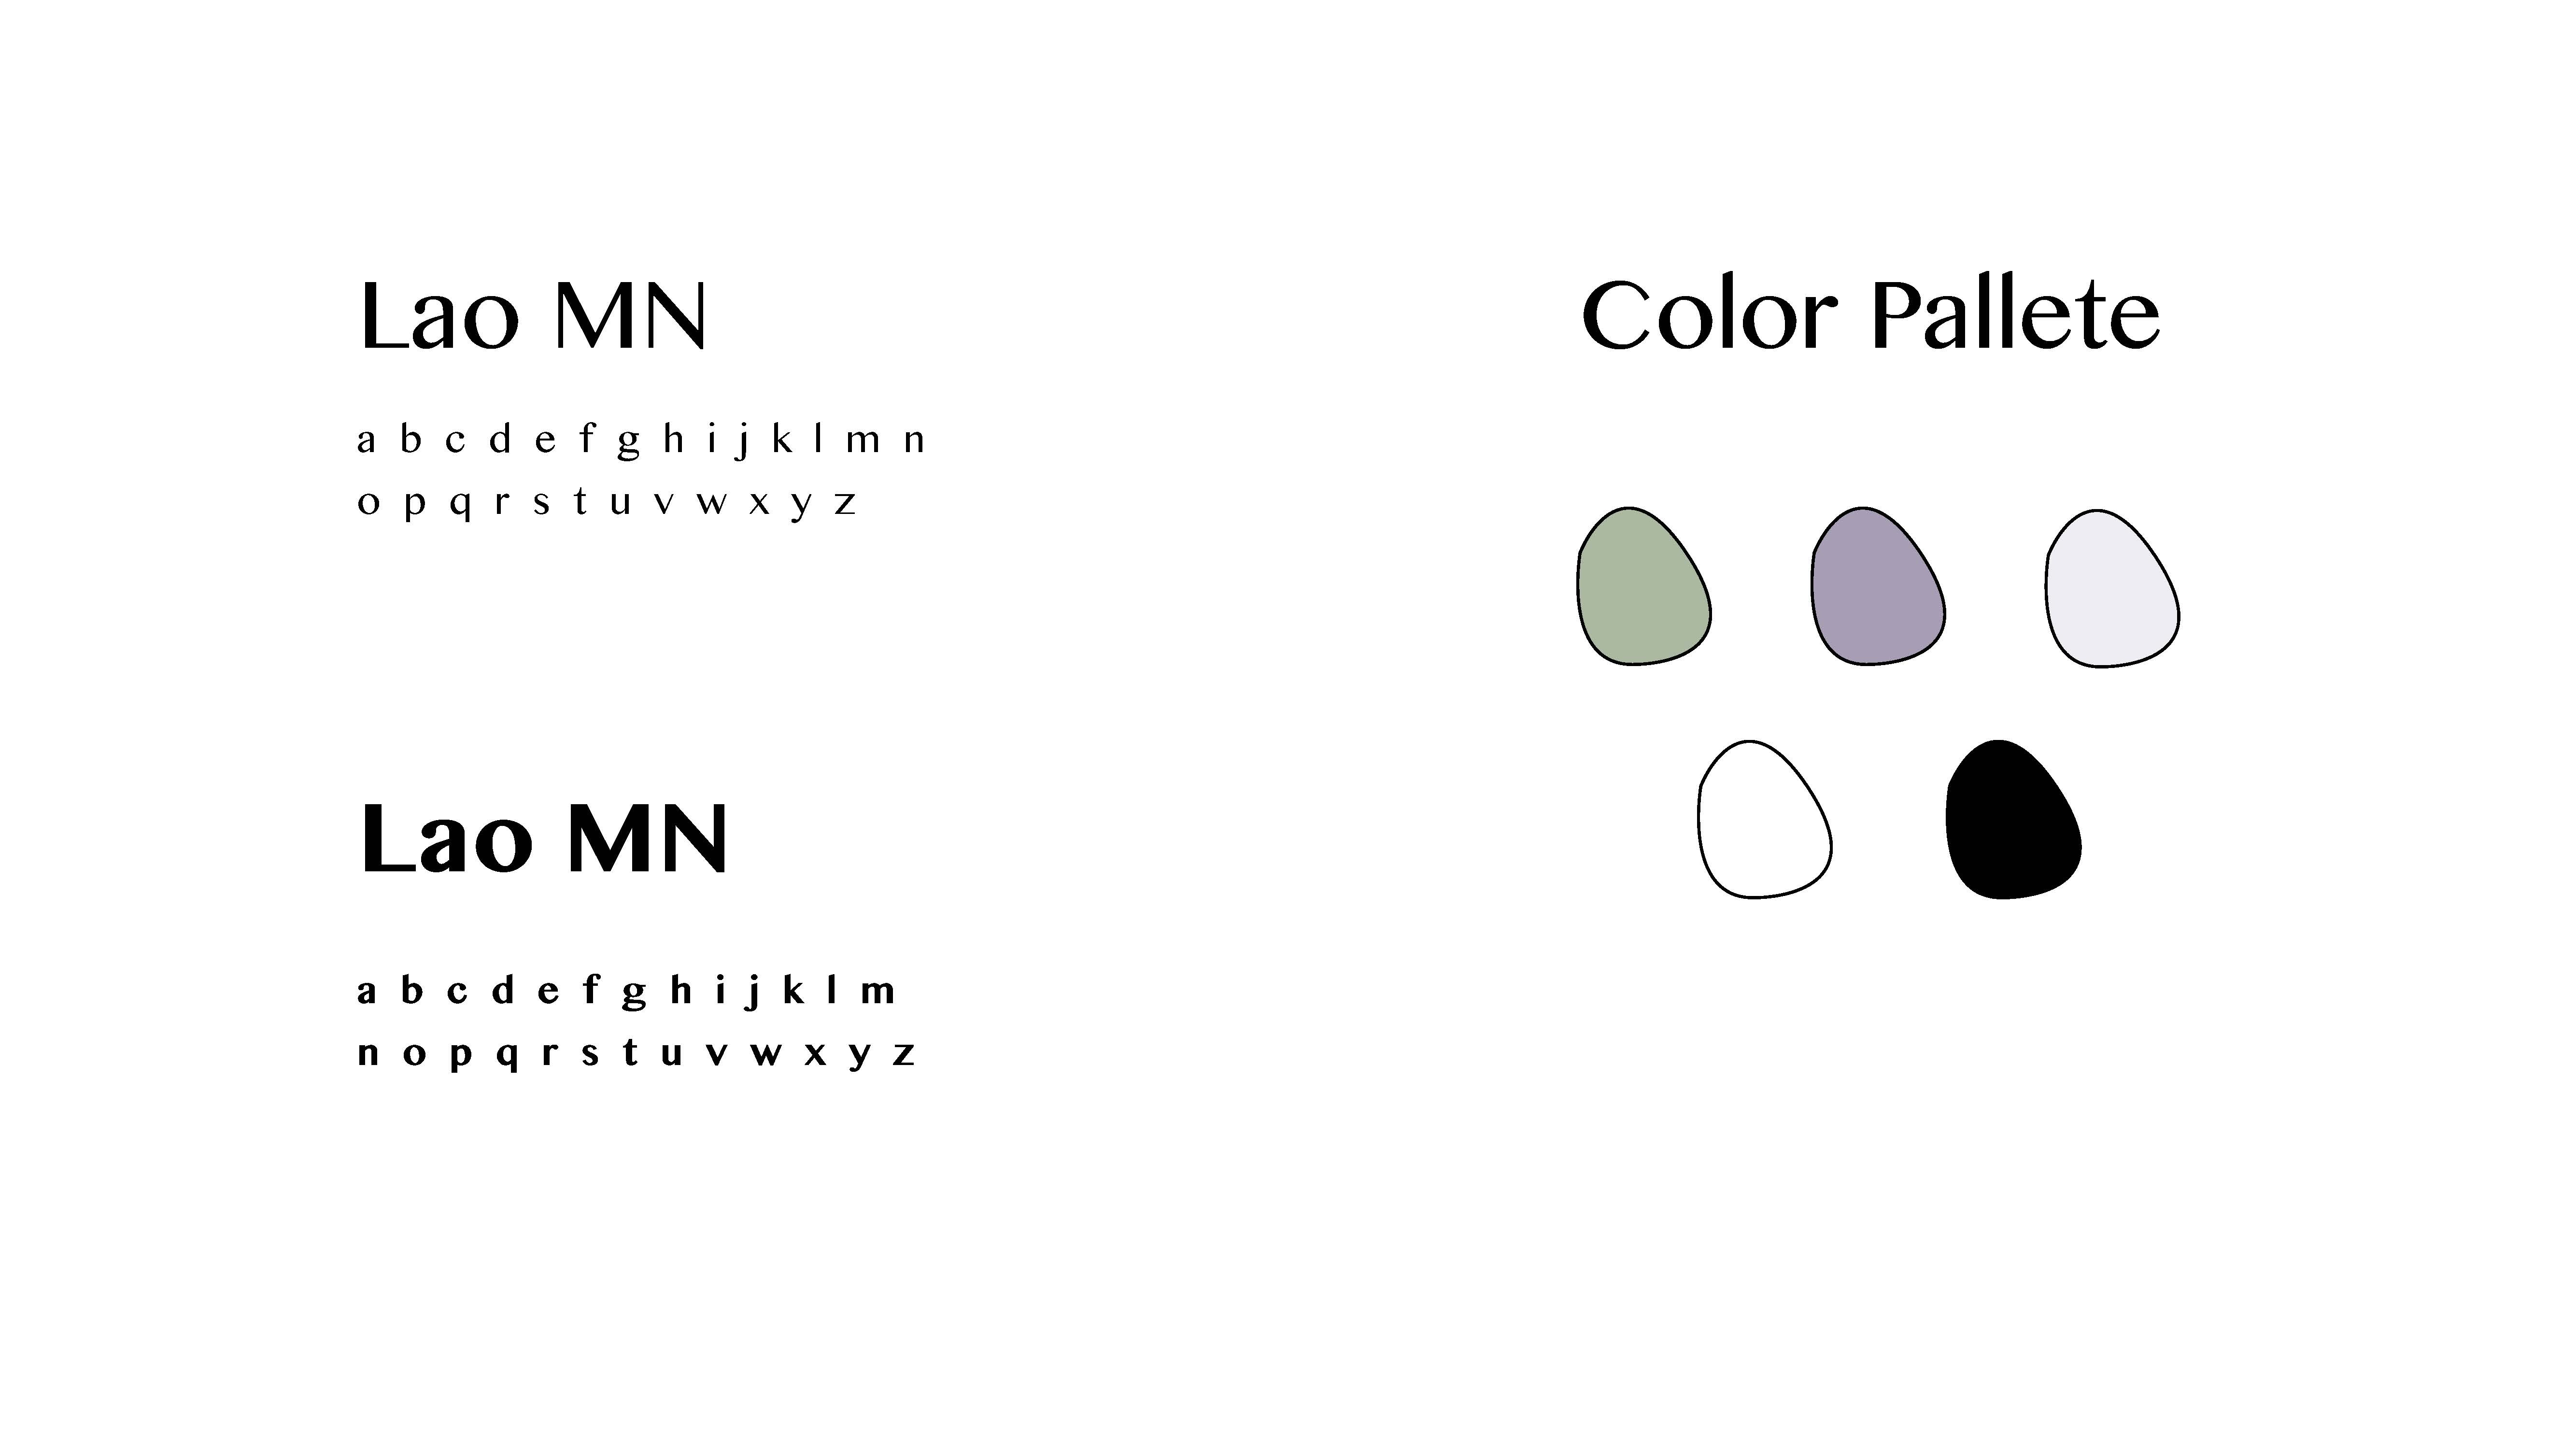 Lao MN
a b c d e f g h i j k l m n
o p q r s t u v w x y z
Lao MN
a b c d e f g h i j k l m
n o p q r s t u v w x y z
Color Pallete